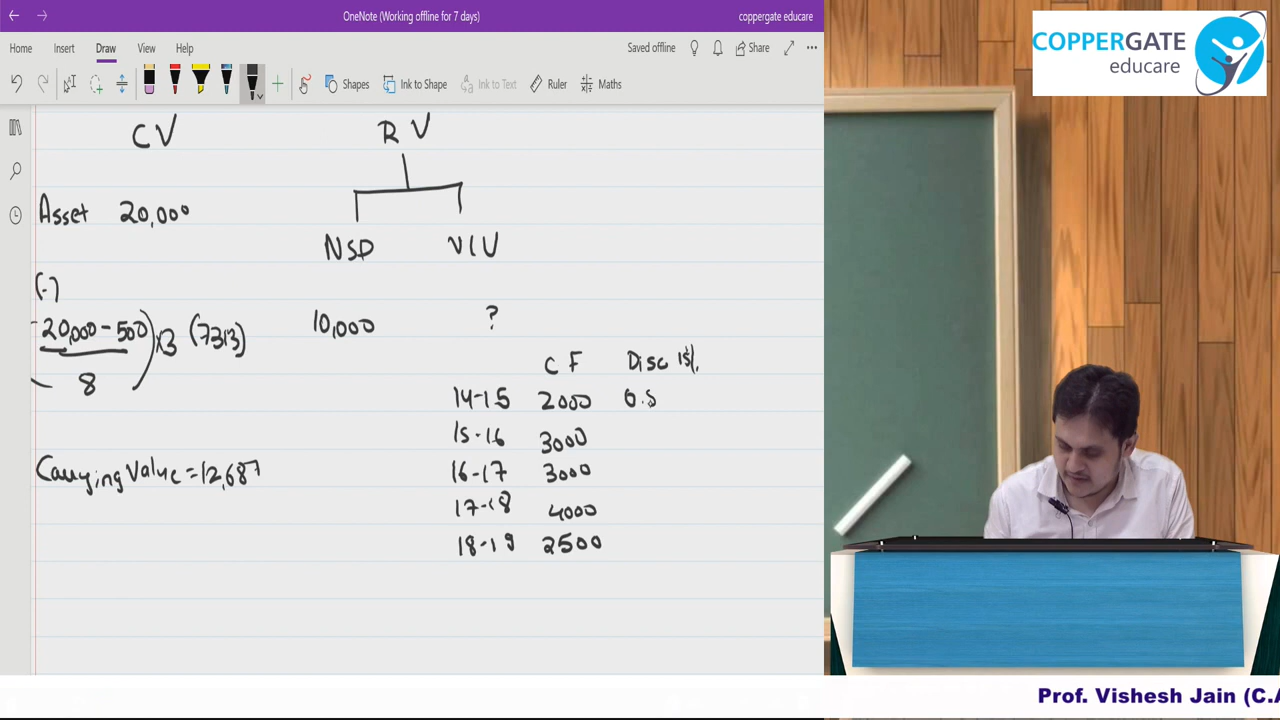 OneNote (Working offline for 7 days)
coppergate educare
Home Insert Draw View Help
Saved offline Share
Shapes Ink to Shape Ink to Text Ruler Maths
COPPERGATE
educare
CV RV
Asset 20,000
NSP VIU
(-)
(20,000 - 500) x 3 (7313) 10,000 ?
8
CF Disc 15%
14-15 2000 0.8
15-16 3000
Carrying Value = 12,687 16-17 3000
17-18 4000
18-19 2500
Prof. Vishesh Jain (C.A